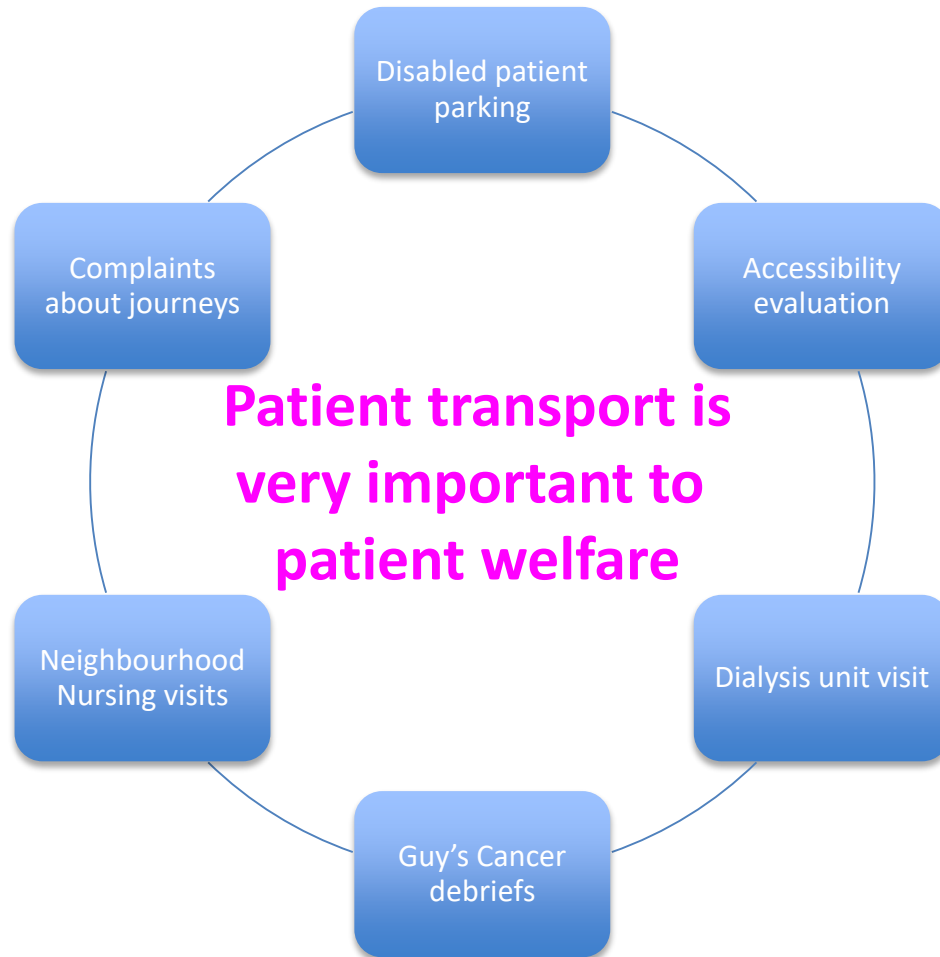 Disabled patient
parking
Accessibility
evaluation
Dialysis unit visit
Guy’s Cancer
debriefs
Neighbourhood
Nursing visits
Complaints
about journeys
Patient transport is
very important to
patient welfare